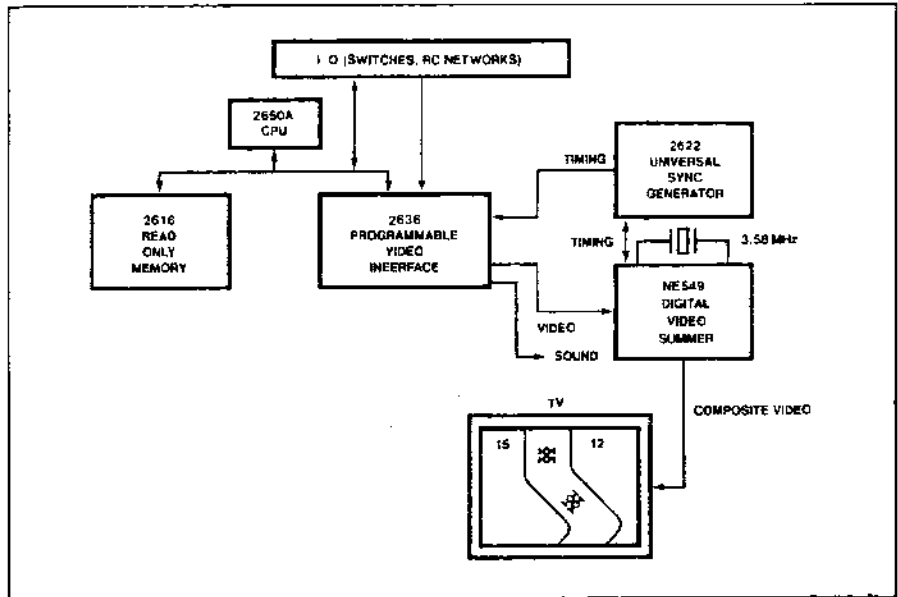 I O (SWITCHES, RC NETWORKS)
2650A
CPU
2622
UNIVERSAL
SYNC
GENERATOR
TIMING
2616
READ
ONLY
MEMORY
2636
PROGRAMMABLE
VIDEO
INEERFACE
TIMING
3.58 MHz
NE549
DIGITAL
VIDEO
SUMMER
VIDEO
SOUND
TV
COMPOSITE VIDEO
15
12